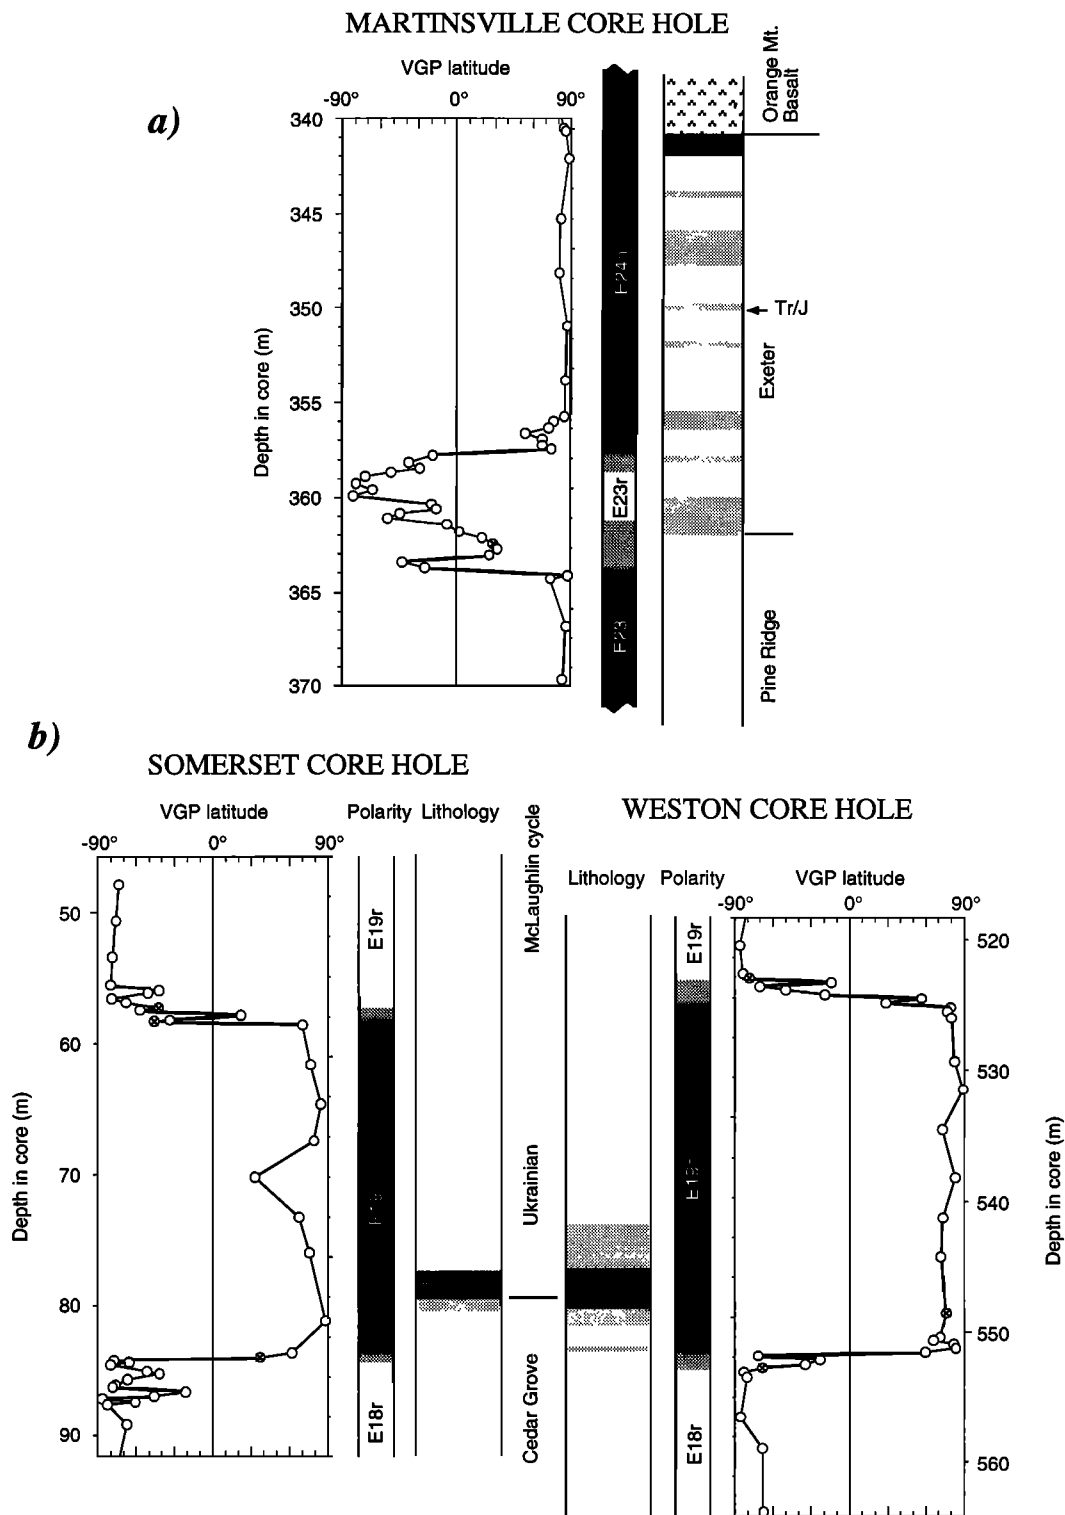 MARTINSVILLE CORE HOLE
a)
VGP latitude
-90° 0° 90°
340
345
350
355
360
365
370
Depth in core (m)
E24n
E23r
E23
Orange Mt.
Basalt
Tr/J
Exeter
Pine Ridge
b)
SOMERSET CORE HOLE
VGP latitude
-90° 0° 90°
50
60
70
80
90
Depth in core (m)
Polarity Lithology
E19r
E18r
McLaughlin cycle
Ukrainian
Cedar Grove
WESTON CORE HOLE
Lithology Polarity VGP latitude
-90° 0° 90°
E19r
E18r
520
530
540
550
560
Depth in core (m)